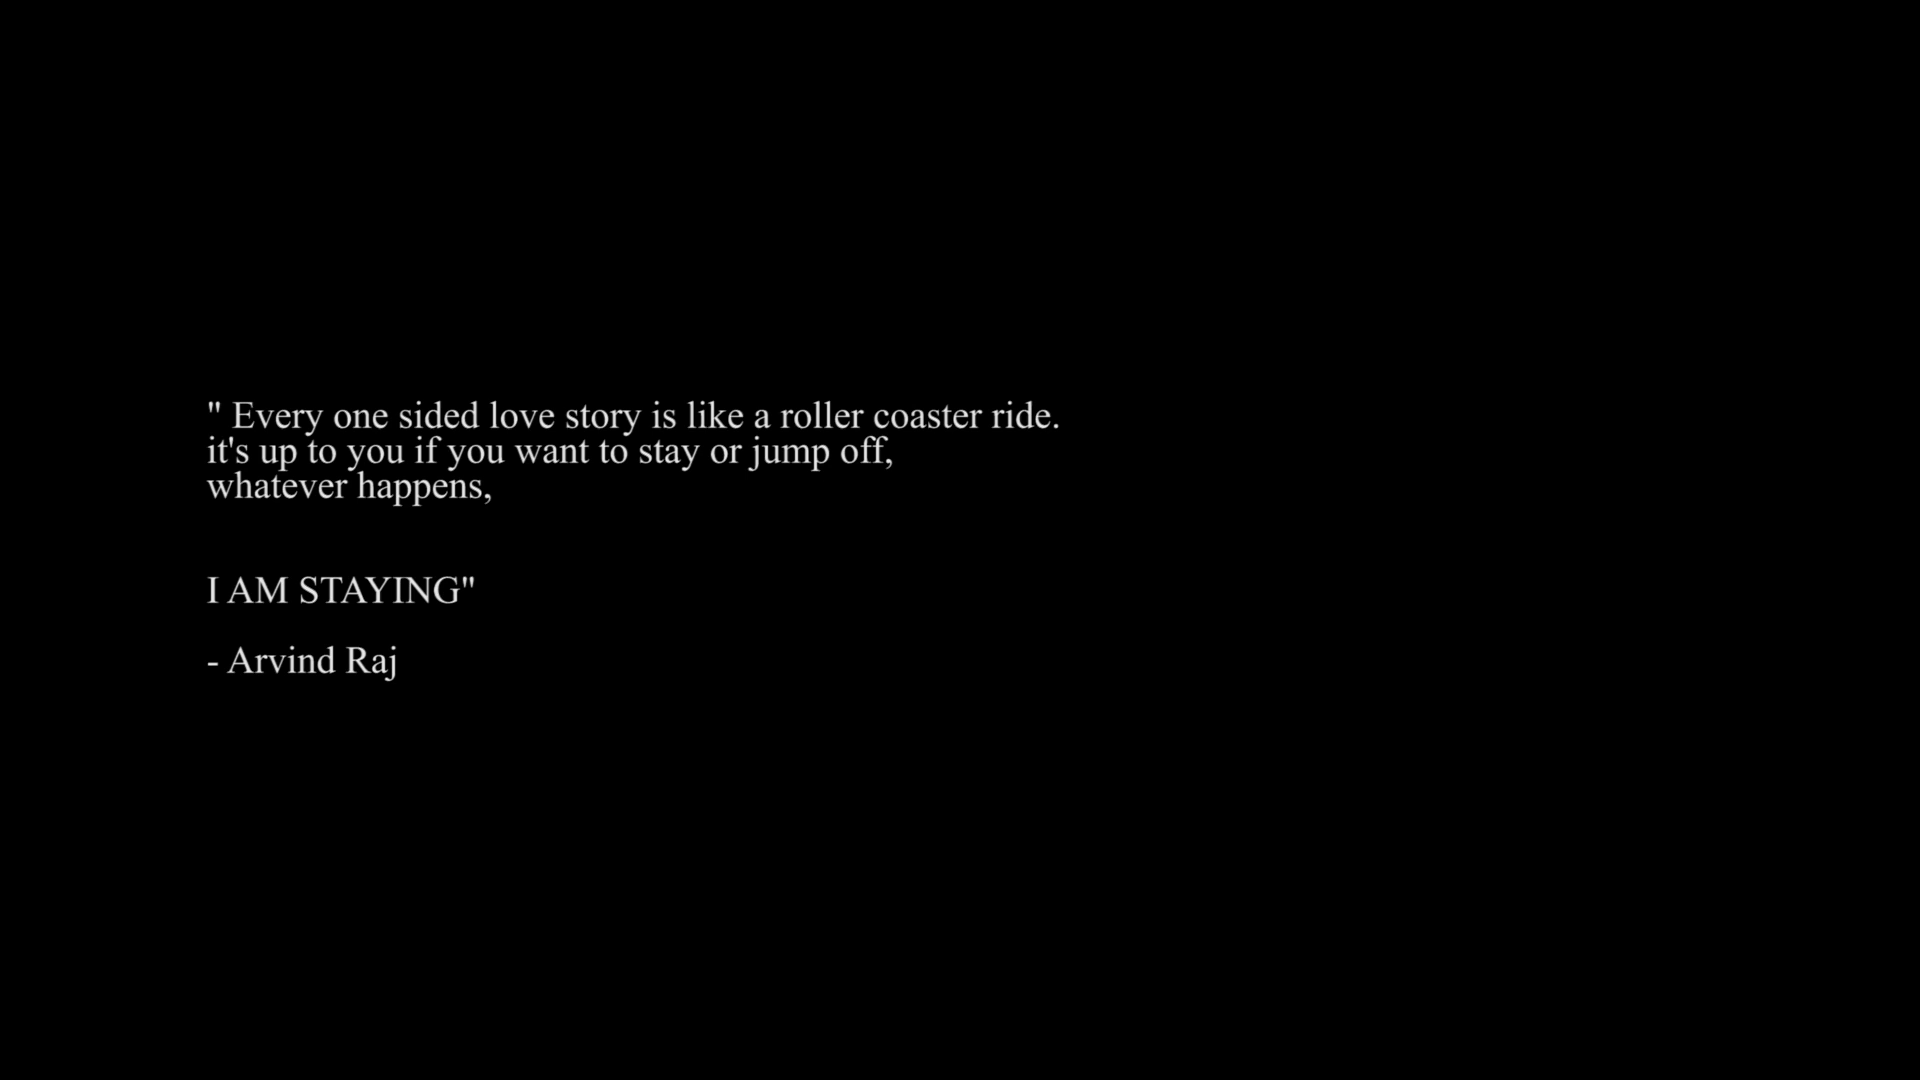 " Every one sided love story is like a roller coaster ride.
it's up to you if you want to stay or jump off,
whatever happens,
I AM STAYING"
- Arvind Raj